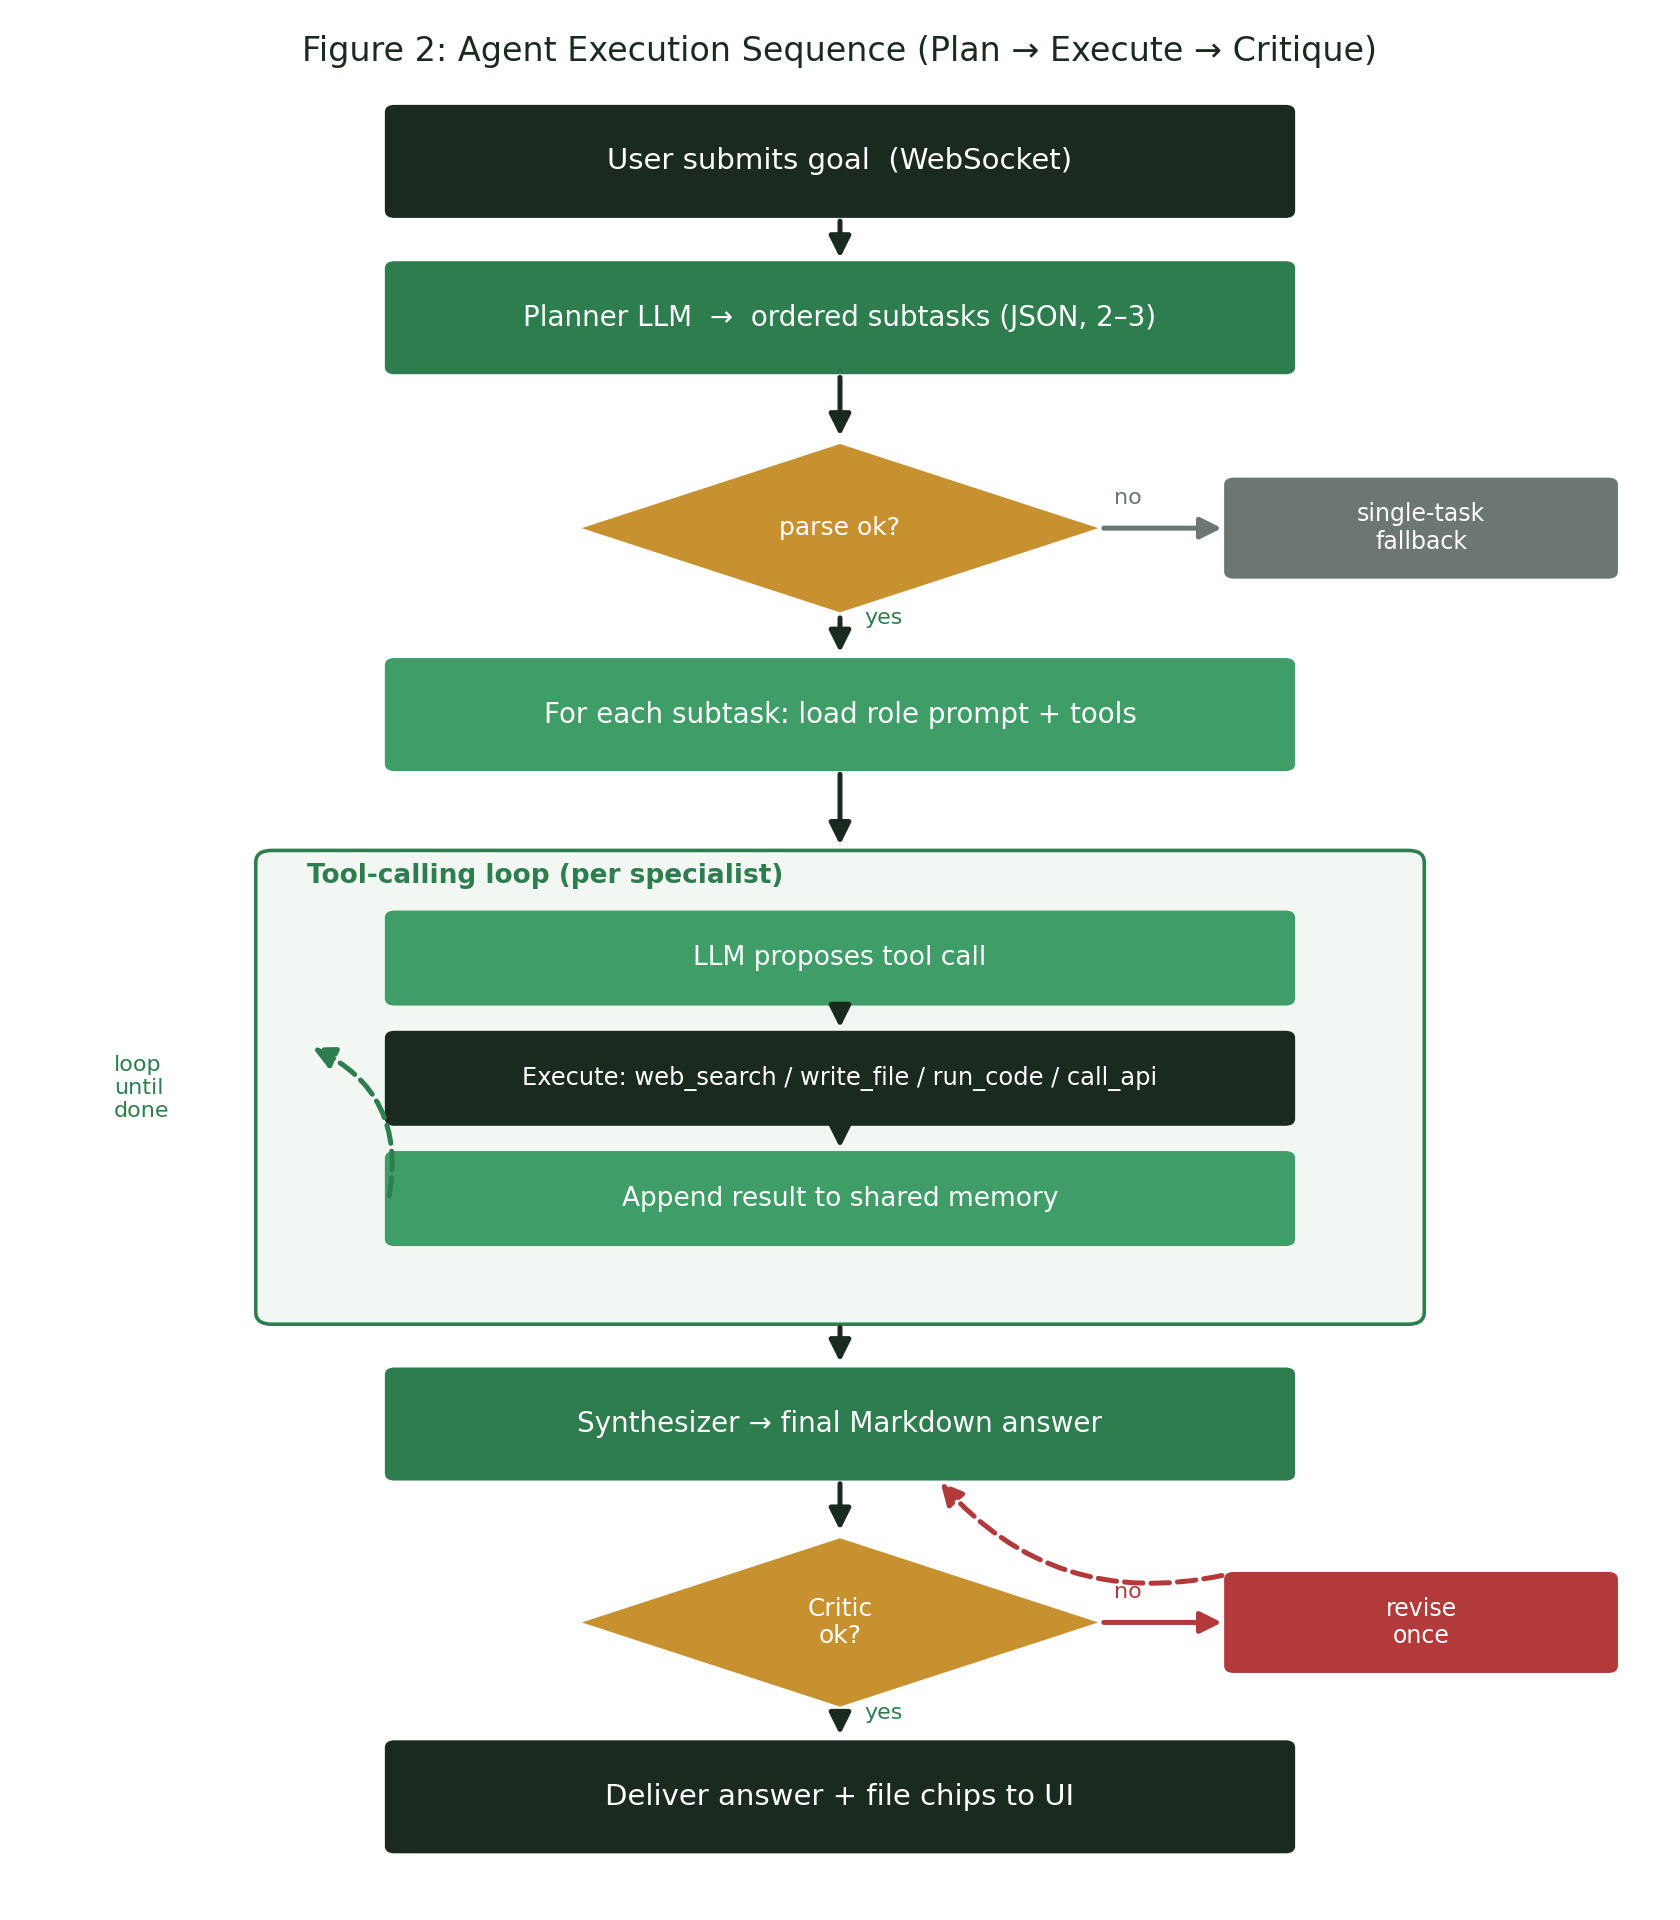 Figure 2: Agent Execution Sequence (Plan → Execute → Critique)
User submits goal  (WebSocket)
Planner LLM  →  ordered subtasks (JSON, 2–3)
parse ok?
no
single-task
fallback
yes
For each subtask: load role prompt + tools
Tool-calling loop (per specialist)
LLM proposes tool call
loop
until
done
Execute: web_search / write_file / run_code / call_api
Append result to shared memory
Synthesizer → final Markdown answer
Critic
ok?
no
revise
once
yes
Deliver answer + file chips to UI